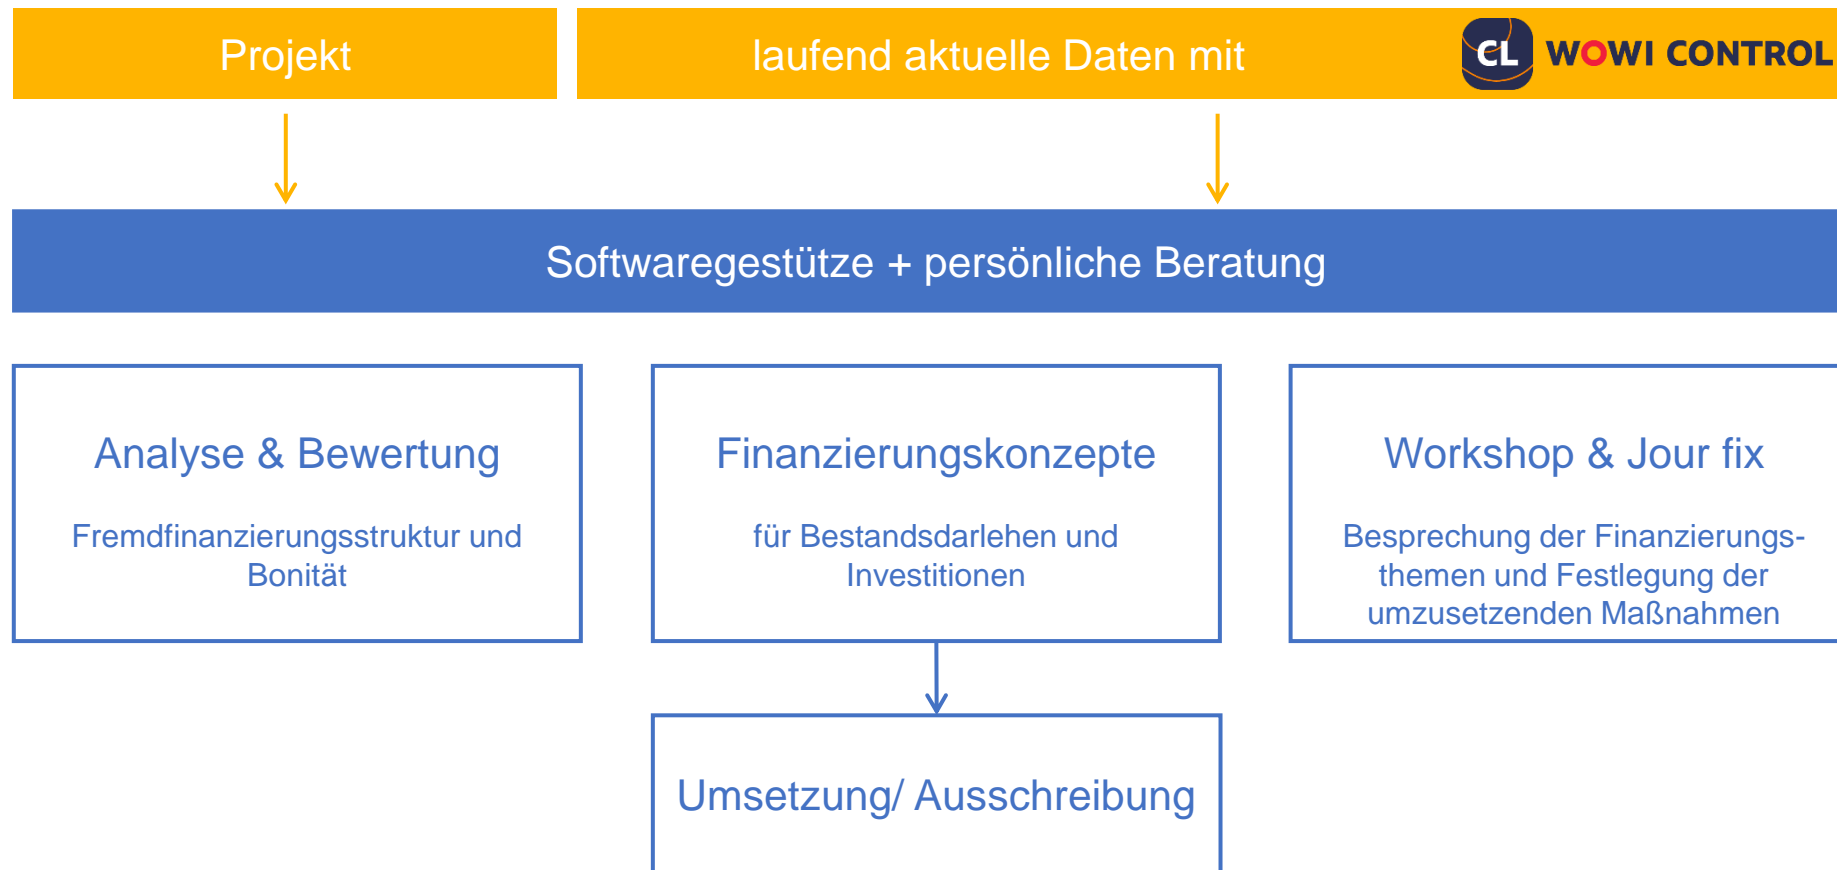 Projekt
laufend aktuelle Daten mit
CL WOWI CONTROL
Softwaregestütze + persönliche Beratung
Analyse & Bewertung
Fremdfinanzierungsstruktur und
Bonität
Finanzierungskonzepte
für Bestandsdarlehen und
Investitionen
Workshop & Jour fix
Besprechung der Finanzierungs-
themen und Festlegung der
umzusetzenden Maßnahmen
Umsetzung/ Ausschreibung